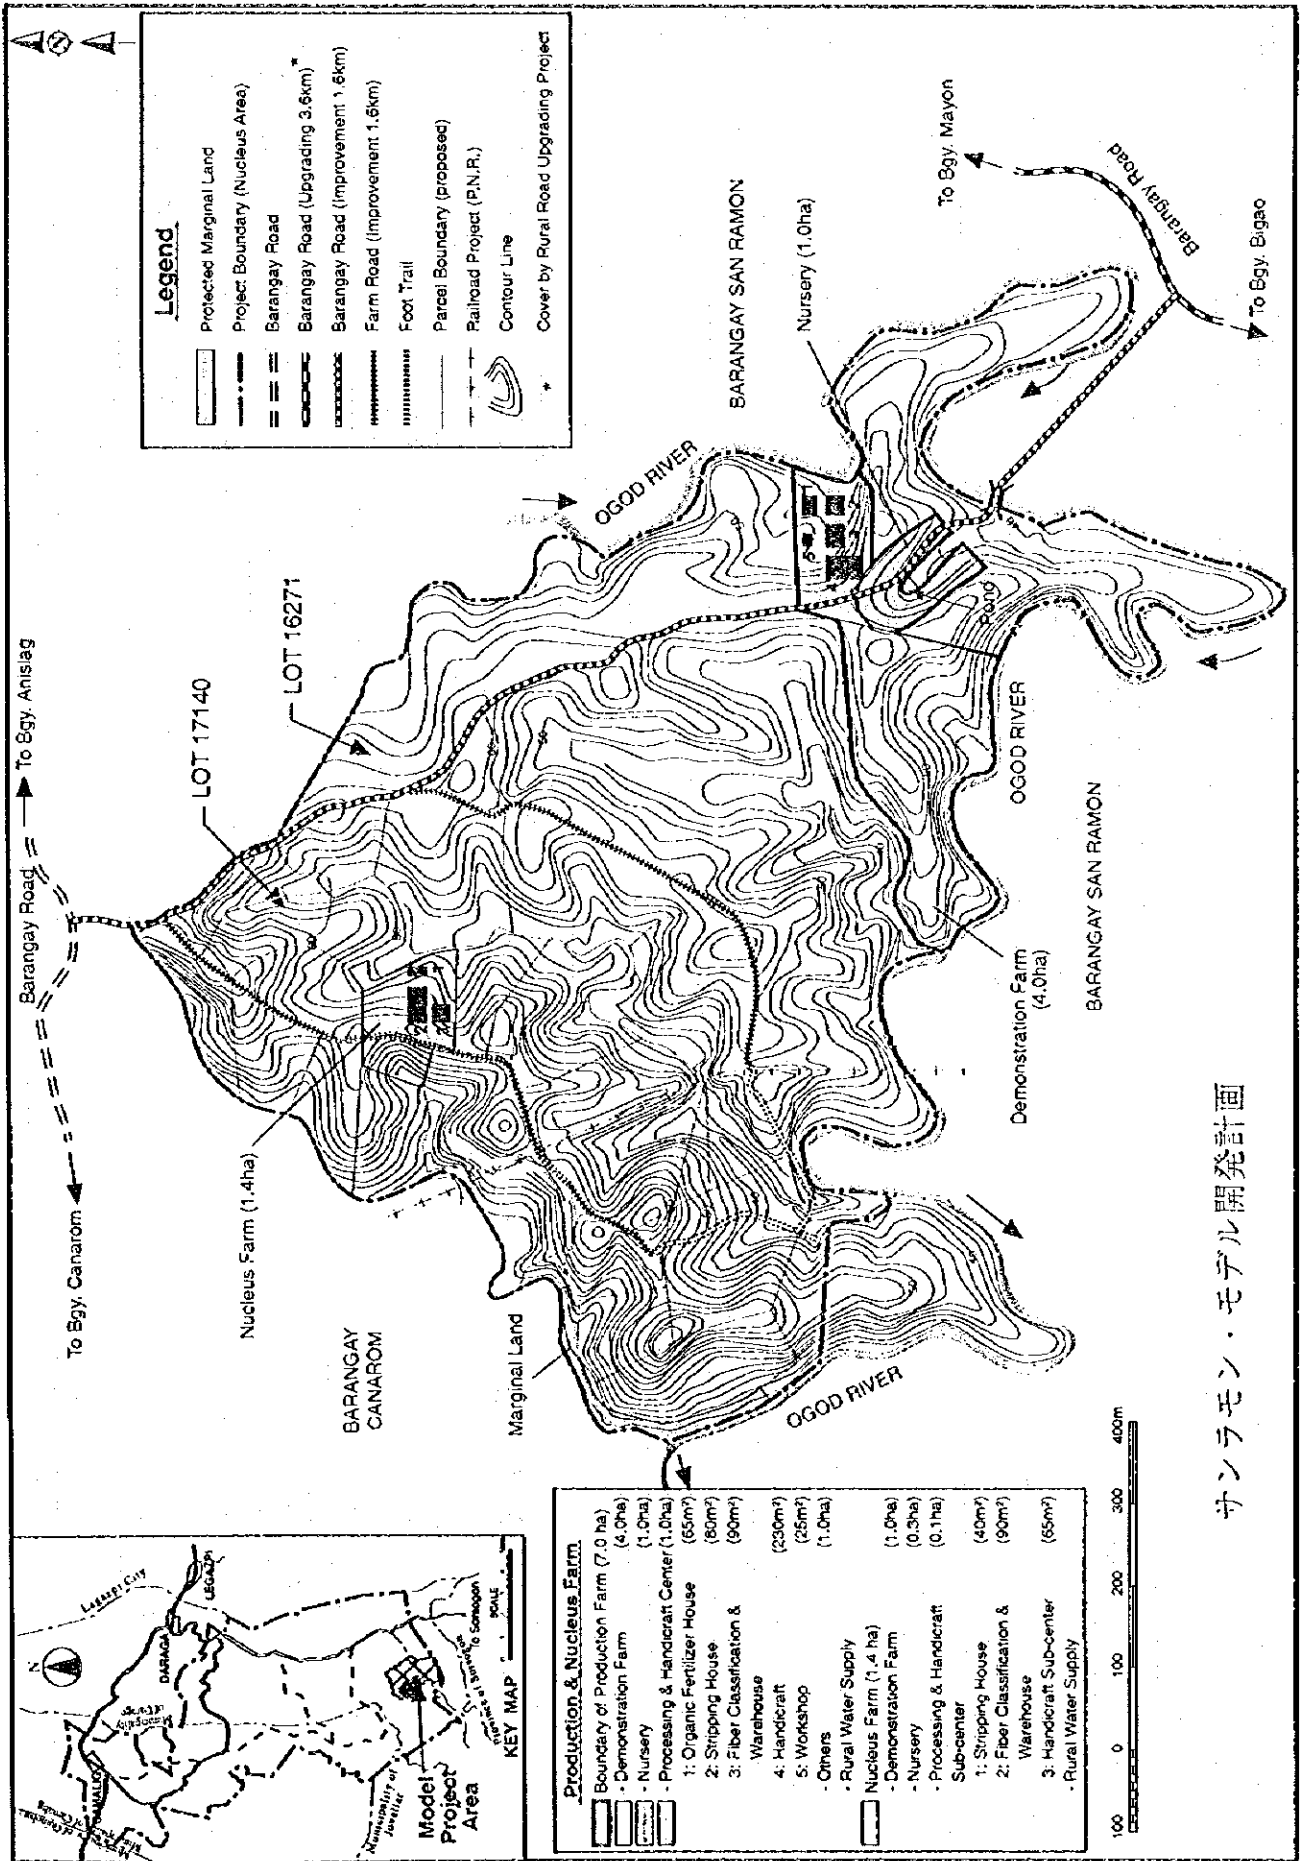 Legend
Protected Marginal Land
Project Boundary (Nucleus Area)
Barangay Road
Barangay Road (Upgrading 3.6km)*
Barangay Road (Improvement 1.6km)
Farm Road (Improvement 1.6km)
Foot Trail
Parcel Boundary (proposed)
Railroad Project (P.N.R.)
Contour Line
* Cover by Rural Road Upgrading Project
N
To Bgy. Anislag
Barangay Road
To Bgy. Canarom
LOT 17140
LOT 16271
Nucleus Farm (1.4ha)
BARANGAY
CANAROM
Marginal Land
OGOD RIVER
BARANGAY SAN RAMON
Nursery (1.0ha)
To Bgy. Mayon
Barangay Road
To Bgy. Bigao
Pond
OGOD RIVER
BARANGAY SAN RAMON
Demonstration Farm
(4.0ha)
OGOD RIVER
N
Legazpi City
LEGAZPI
DARAGA
CAMALIG
Municipality of
Jovellar
To Sorsogon
Model
Project
Area
KEY MAP
SCALE
Production & Nucleus Farm
Boundary of Production Farm (7.0 ha)
- Demonstration Farm (4.0ha)
- Nursery (1.0ha)
- Processing & Handicraft Center (1.0ha)
1: Organic Fertilizer House (65m²)
2: Stripping House (60m²)
3: Fiber Classification & (90m²)
Warehouse
4: Handicraft (230m²)
5: Workshop (25m²)
- Others (1.0ha)
- Rural Water Supply
Nucleus Farm (1.4 ha)
- Demonstration Farm (1.0ha)
- Nursery (0.3ha)
- Processing & Handicraft (0.1ha)
Sub-center
1: Stripping House (40m²)
2: Fiber Classification & (90m²)
Warehouse
3: Handicraft Sub-center (65m²)
- Rural Water Supply
100 0 100 200 300 400m
サンラモン・モデル開発計画